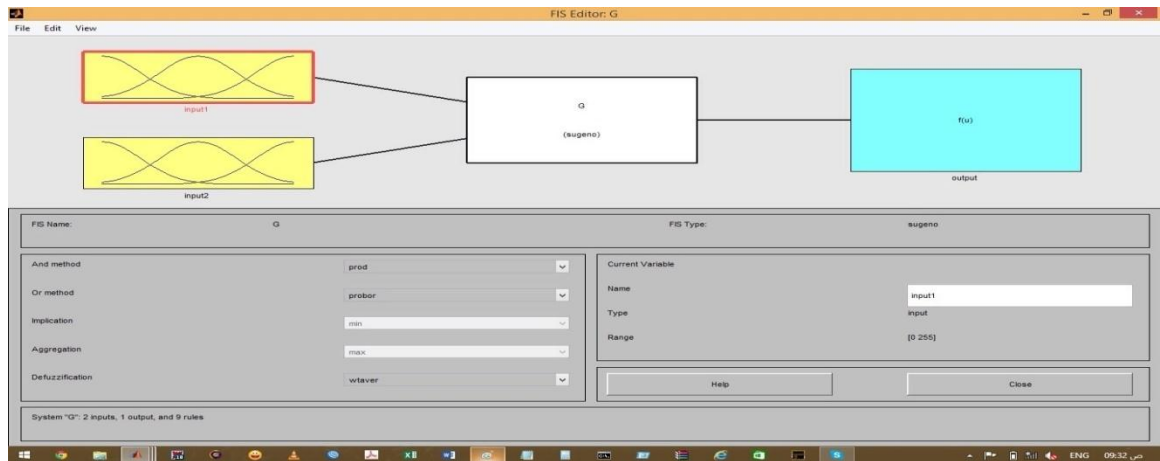 FIS Editor: G
File Edit View
input1
G
(sugeno)
f(u)
input2
output
FIS Name: G FIS Type: sugeno
And method prod
Or method probor
Implication min
Aggregation max
Defuzzification wtaver
Current Variable
Name input1
Type input
Range [0 255]
Help Close
System "G": 2 inputs, 1 output, and 9 rules
ENG 09:32 ص